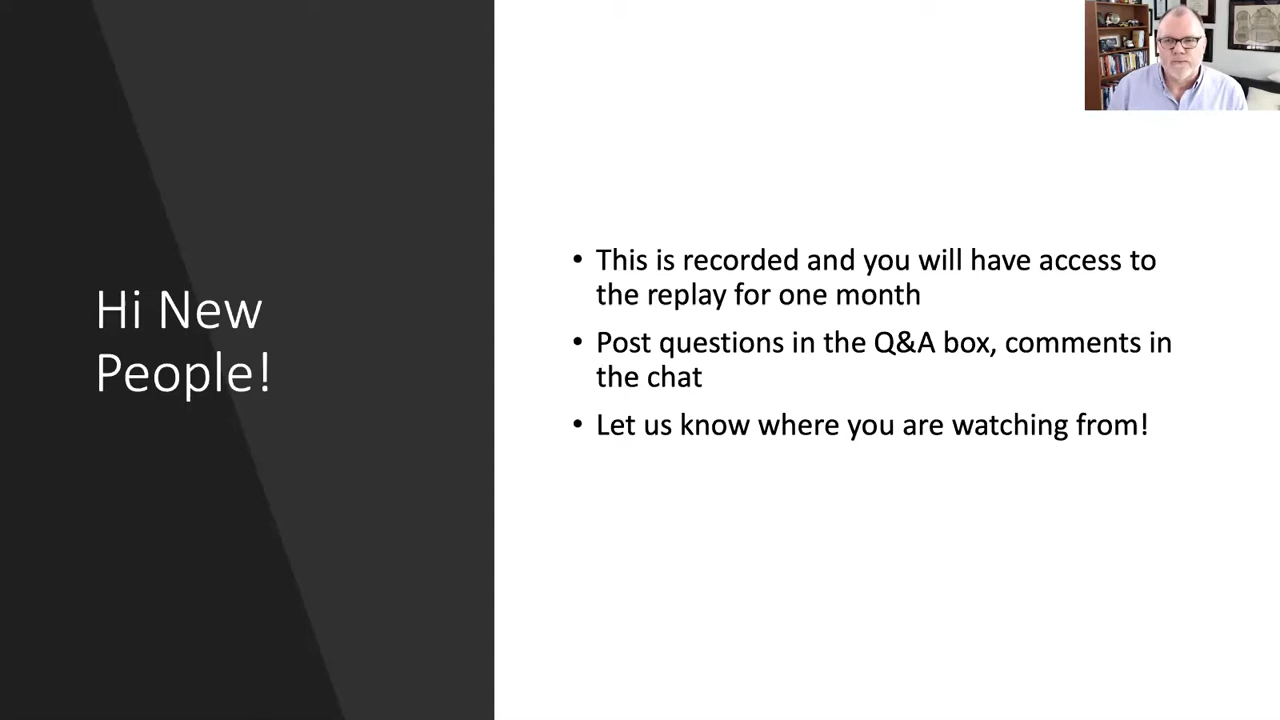 Hi New
People!
• This is recorded and you will have access to
the replay for one month
• Post questions in the Q&A box, comments in
the chat
• Let us know where you are watching from!